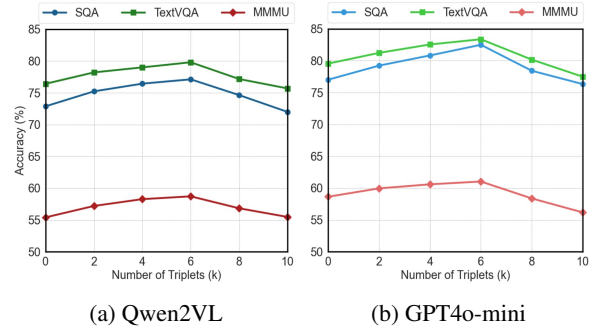 SQA TextVQA MMMU
85
80
75
70
65
60
55
50
Accuracy (%)
0 2 4 6 8 10
Number of Triplets (k)
(a) Qwen2VL
SQA TextVQA MMMU
85
80
75
70
65
60
55
50
0 2 4 6 8 10
Number of Triplets (k)
(b) GPT4o-mini